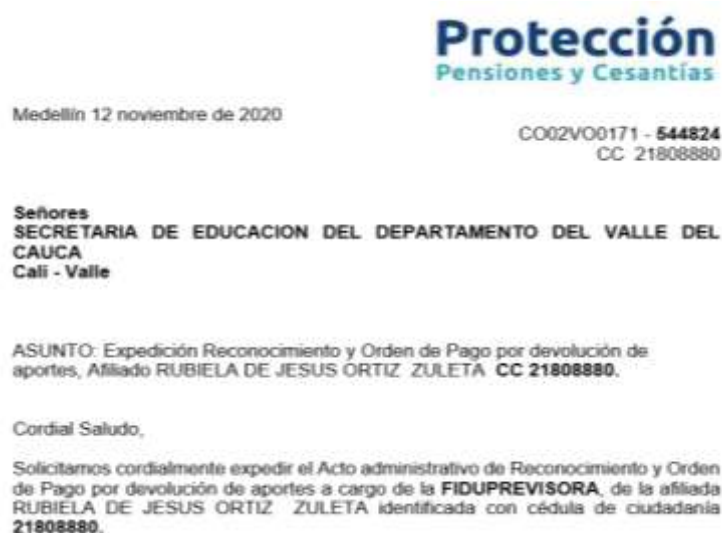 Protección
Pensiones y Cesantías
Medellín 12 noviembre de 2020
CO02VO0171 - 544824
CC 21808880
Señores
SECRETARIA DE EDUCACION DEL DEPARTAMENTO DEL VALLE DEL
CAUCA
Cali - Valle
ASUNTO: Expedición Reconocimiento y Orden de Pago por devolución de
aportes, Afiliado RUBIELA DE JESUS ORTIZ ZULETA CC 21808880.
Cordial Saludo,
Solicitamos cordialmente expedir el Acto administrativo de Reconocimiento y Orden
de Pago por devolución de aportes a cargo de la FIDUPREVISORA, de la afiliada
RUBIELA DE JESUS ORTIZ ZULETA identificada con cédula de ciudadanía
21808880.